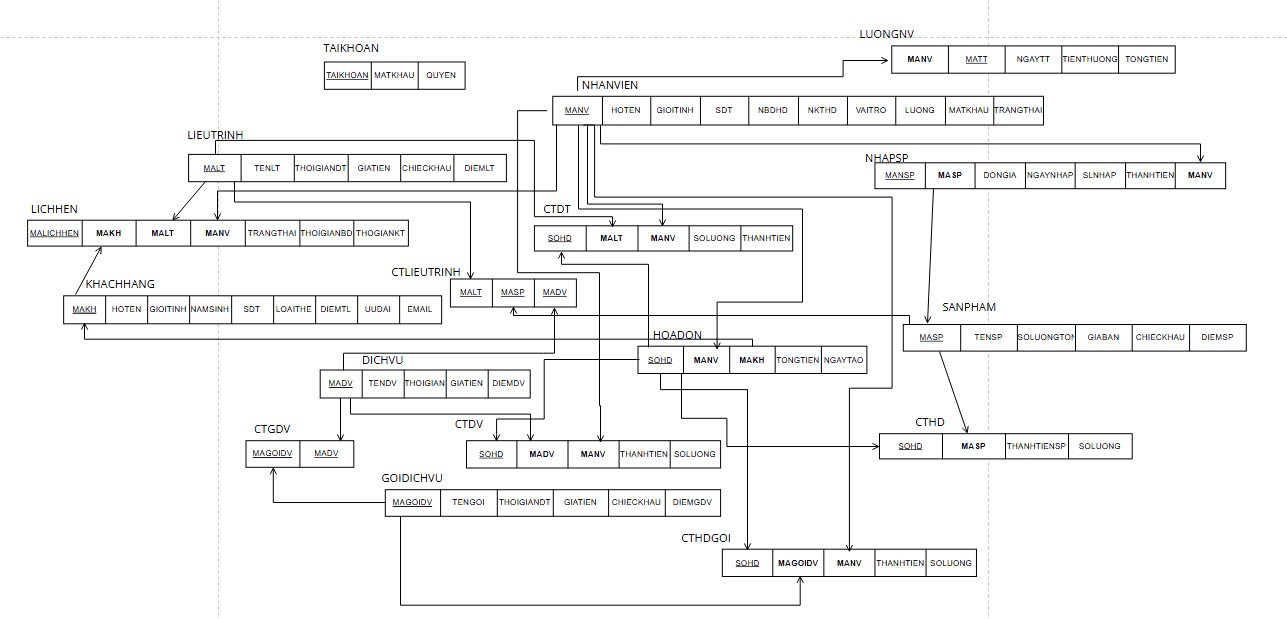 LUONGNV
MANV MATT NGAYTT TIENTHUONG TONGTIEN
TAIKHOAN
TAIKHOAN MATKHAU QUYEN
NHANVIEN
MANV HOTEN GIOITINH SDT NBDHD NKTHD VAITRO LUONG MATKHAU TRANGTHAI
LIEUTRINH
MALT TENLT THOIGIANDT GIATIEN CHIECKHAU DIEMLT
NHAPSP
MANSP MASP DONGIA NGAYNHAP SLNHAP THANHTIEN MANV
LICHHEN
MALICHHEN MAKH MALT MANV TRANGTHAI THOIGIANBD THOGIANKT
CTDT
SOHD MALT MANV SOLUONG THANHTIEN
CTLIEUTRINH
MALT MASP MADV
KHACHHANG
MAKH HOTEN GIOITINH NAMSINH SDT LOAITHE DIEMTL UUDAI EMAIL
SANPHAM
MASP TENSP SOLUONGTON GIABAN CHIECKHAU DIEMSP
HOADON
SOHD MANV MAKH TONGTIEN NGAYTAO
DICHVU
MADV TENDV THOIGIAN GIATIEN DIEMDV
CTHD
SOHD MASP THANHTIENSP SOLUONG
CTDV
SOHD MADV MANV THANHTIEN SOLUONG
CTGDV
MAGOIDV MADV
GOIDICHVU
MAGOIDV TENGOI THOIGIANDT GIATIEN CHIECKHAU DIEMGDV
CTHDGOI
SOHD MAGOIDV MANV THANHTIEN SOLUONG